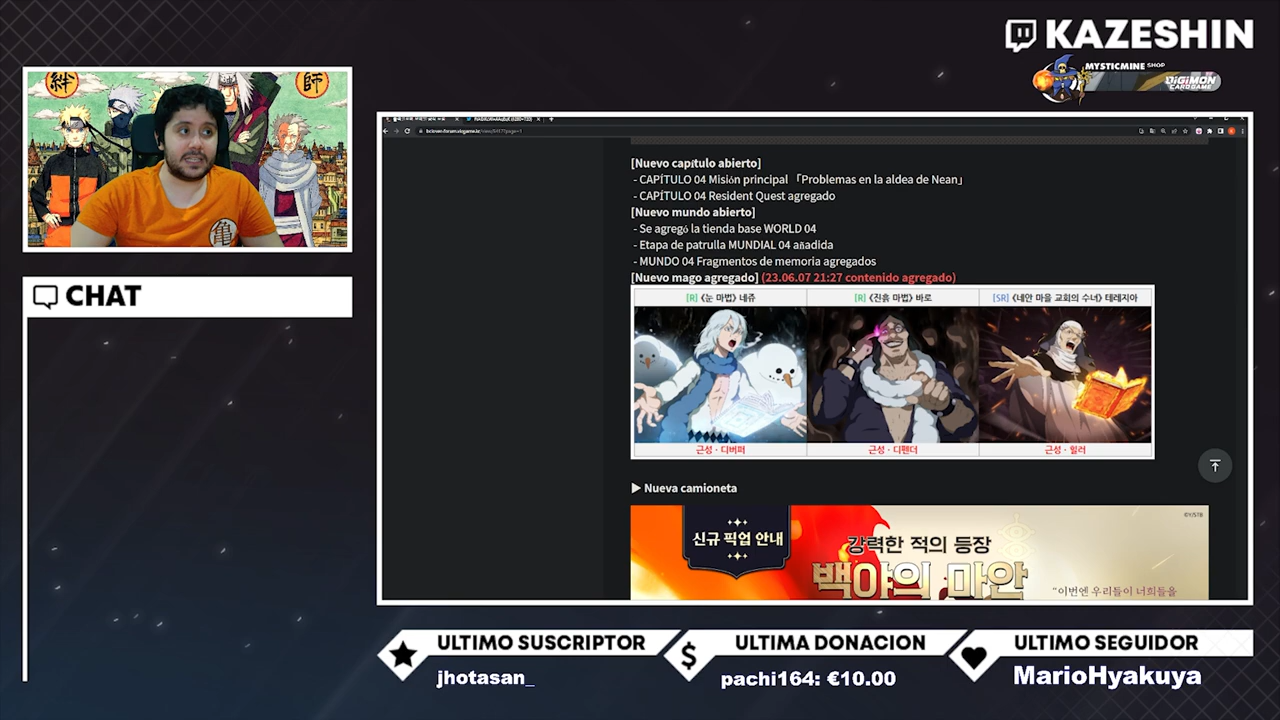 KAZESHIN
MYSTICMINE SHOP
DIGIMON
CARD GAME
絆
師
CHAT
[Nuevo capítulo abierto]
- CAPÍTULO 04 Misión principal 「Problemas en la aldea de Nean」
- CAPÍTULO 04 Resident Quest agregado
[Nuevo mundo abierto]
- Se agregó la tienda base WORLD 04
- Etapa de patrulla MUNDIAL 04 añadida
- MUNDO 04 Fragmentos de memoria agregados
[Nuevo mago agregado] (23.06.07 21:27 contenido agregado)
[R] 《눈 마법》 네쥬
[R] 《진흙 마법》 바로
[SR] 《네안 마을 교회의 수녀》 테레지아
근성 · 디버퍼
근성 · 디펜더
근성 · 힐러
▶ Nueva camioneta
신규 픽업 안내
강력한 적의 등장
백야의 마안
"이번엔 우리들이 너희들을
ULTIMO SUSCRIPTOR
jhotasan_
ULTIMA DONACION
pachi164: €10.00
ULTIMO SEGUIDOR
MarioHyakuya